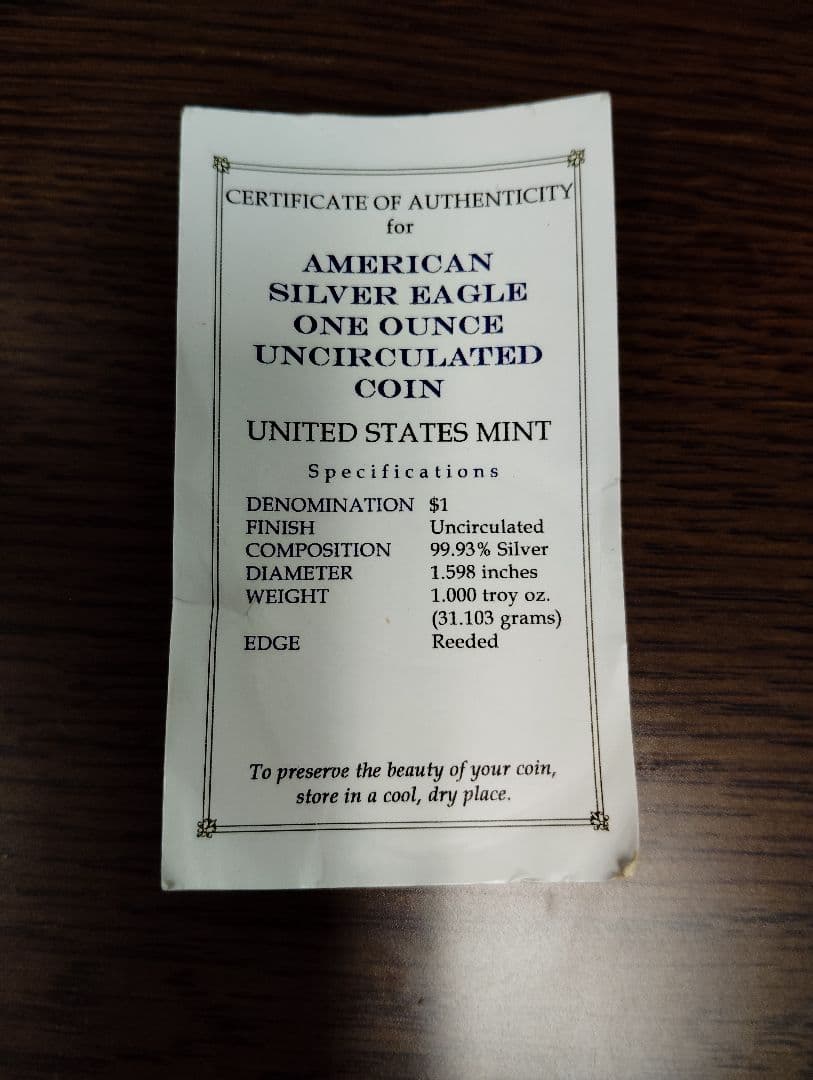 CERTIFICATE OF AUTHENTICITY
for
AMERICAN
SILVER EAGLE
ONE OUNCE
UNCIRCULATED
COIN
UNITED STATES MINT
Specifications
DENOMINATION $1
FINISH Uncirculated
COMPOSITION 99.93% Silver
DIAMETER 1.598 inches
WEIGHT 1.000 troy oz.
(31.103 grams)
EDGE Reeded
To preserve the beauty of your coin,
store in a cool, dry place.